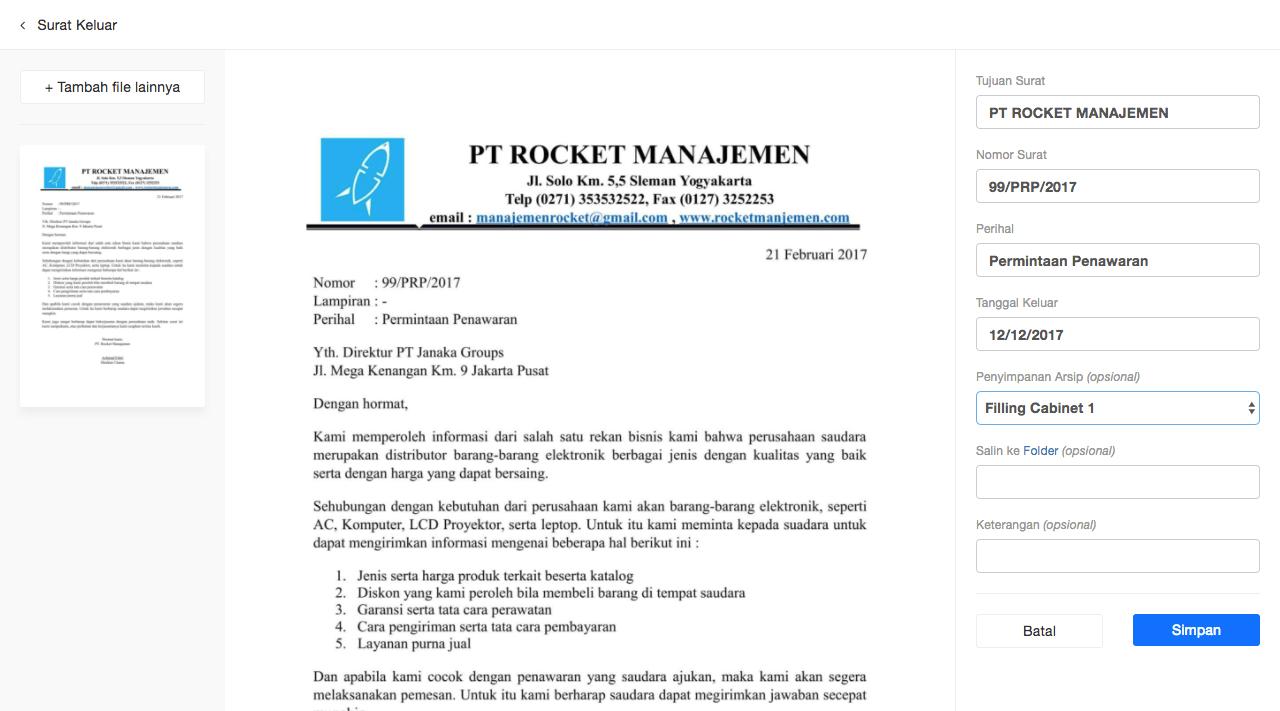 Surat Keluar
+ Tambah file lainnya
PT ROCKET MANAJEMEN
Jl. Solo Km. 5,5 Sleman Yogyakarta
Telp (0271) 353532522, Fax (0127) 3252253
email : manajemenrocket@gmail.com , www.rocketmanjemen.com
21 Februari 2017
Nomor : 99/PRP/2017
Lampiran : -
Perihal : Permintaan Penawaran
Yth. Direktur PT Janaka Groups
Jl. Mega Kenangan Km. 9 Jakarta Pusat
Dengan hormat,
Kami memperoleh informasi dari salah satu rekan bisnis kami bahwa perusahaan saudara
merupakan distributor barang-barang elektronik berbagai jenis dengan kualitas yang baik
serta dengan harga yang dapat bersaing.
Sehubungan dengan kebutuhan dari perusahaan kami akan barang-barang elektronik, seperti
AC, Komputer, LCD Proyektor, serta leptop. Untuk itu kami meminta kepada suadara untuk
dapat mengirimkan informasi mengenai beberapa hal berikut ini :
1. Jenis serta harga produk terkait beserta katalog
2. Diskon yang kami peroleh bila membeli barang di tempat saudara
3. Garansi serta tata cara perawatan
4. Cara pengiriman serta tata cara pembayaran
5. Layanan purna jual
Dan apabila kami cocok dengan penawaran yang saudara ajukan, maka kami akan segera
melaksanakan pemesan. Untuk itu kami berharap saudara dapat megirimkan jawaban secepat
Tujuan Surat
PT ROCKET MANAJEMEN
Nomor Surat
99/PRP/2017
Perihal
Permintaan Penawaran
Tanggal Keluar
12/12/2017
Penyimpanan Arsip (opsional)
Filling Cabinet 1
Salin ke Folder (opsional)
Keterangan (opsional)
Batal
Simpan